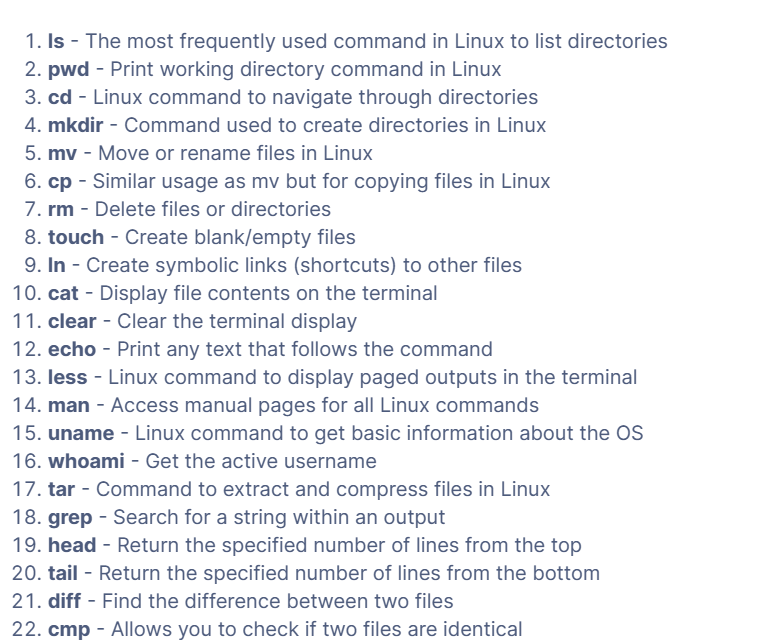 1. ls - The most frequently used command in Linux to list directories
2. pwd - Print working directory command in Linux
3. cd - Linux command to navigate through directories
4. mkdir - Command used to create directories in Linux
5. mv - Move or rename files in Linux
6. cp - Similar usage as mv but for copying files in Linux
7. rm - Delete files or directories
8. touch - Create blank/empty files
9. ln - Create symbolic links (shortcuts) to other files
10. cat - Display file contents on the terminal
11. clear - Clear the terminal display
12. echo - Print any text that follows the command
13. less - Linux command to display paged outputs in the terminal
14. man - Access manual pages for all Linux commands
15. uname - Linux command to get basic information about the OS
16. whoami - Get the active username
17. tar - Command to extract and compress files in Linux
18. grep - Search for a string within an output
19. head - Return the specified number of lines from the top
20. tail - Return the specified number of lines from the bottom
21. diff - Find the difference between two files
22. cmp - Allows you to check if two files are identical